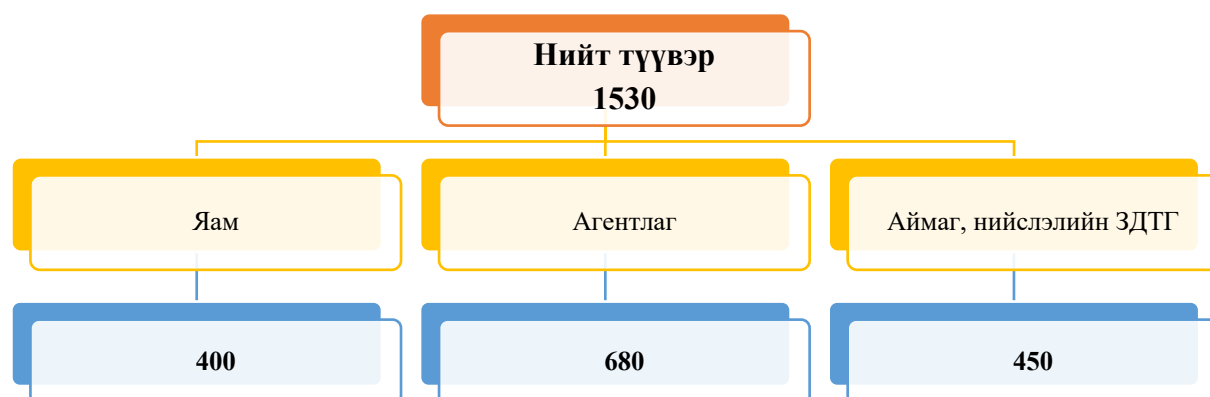 Нийт түүвэр
1530
Яам
Агентлаг
Аймаг, нийслэлийн ЗДТГ
400
680
450